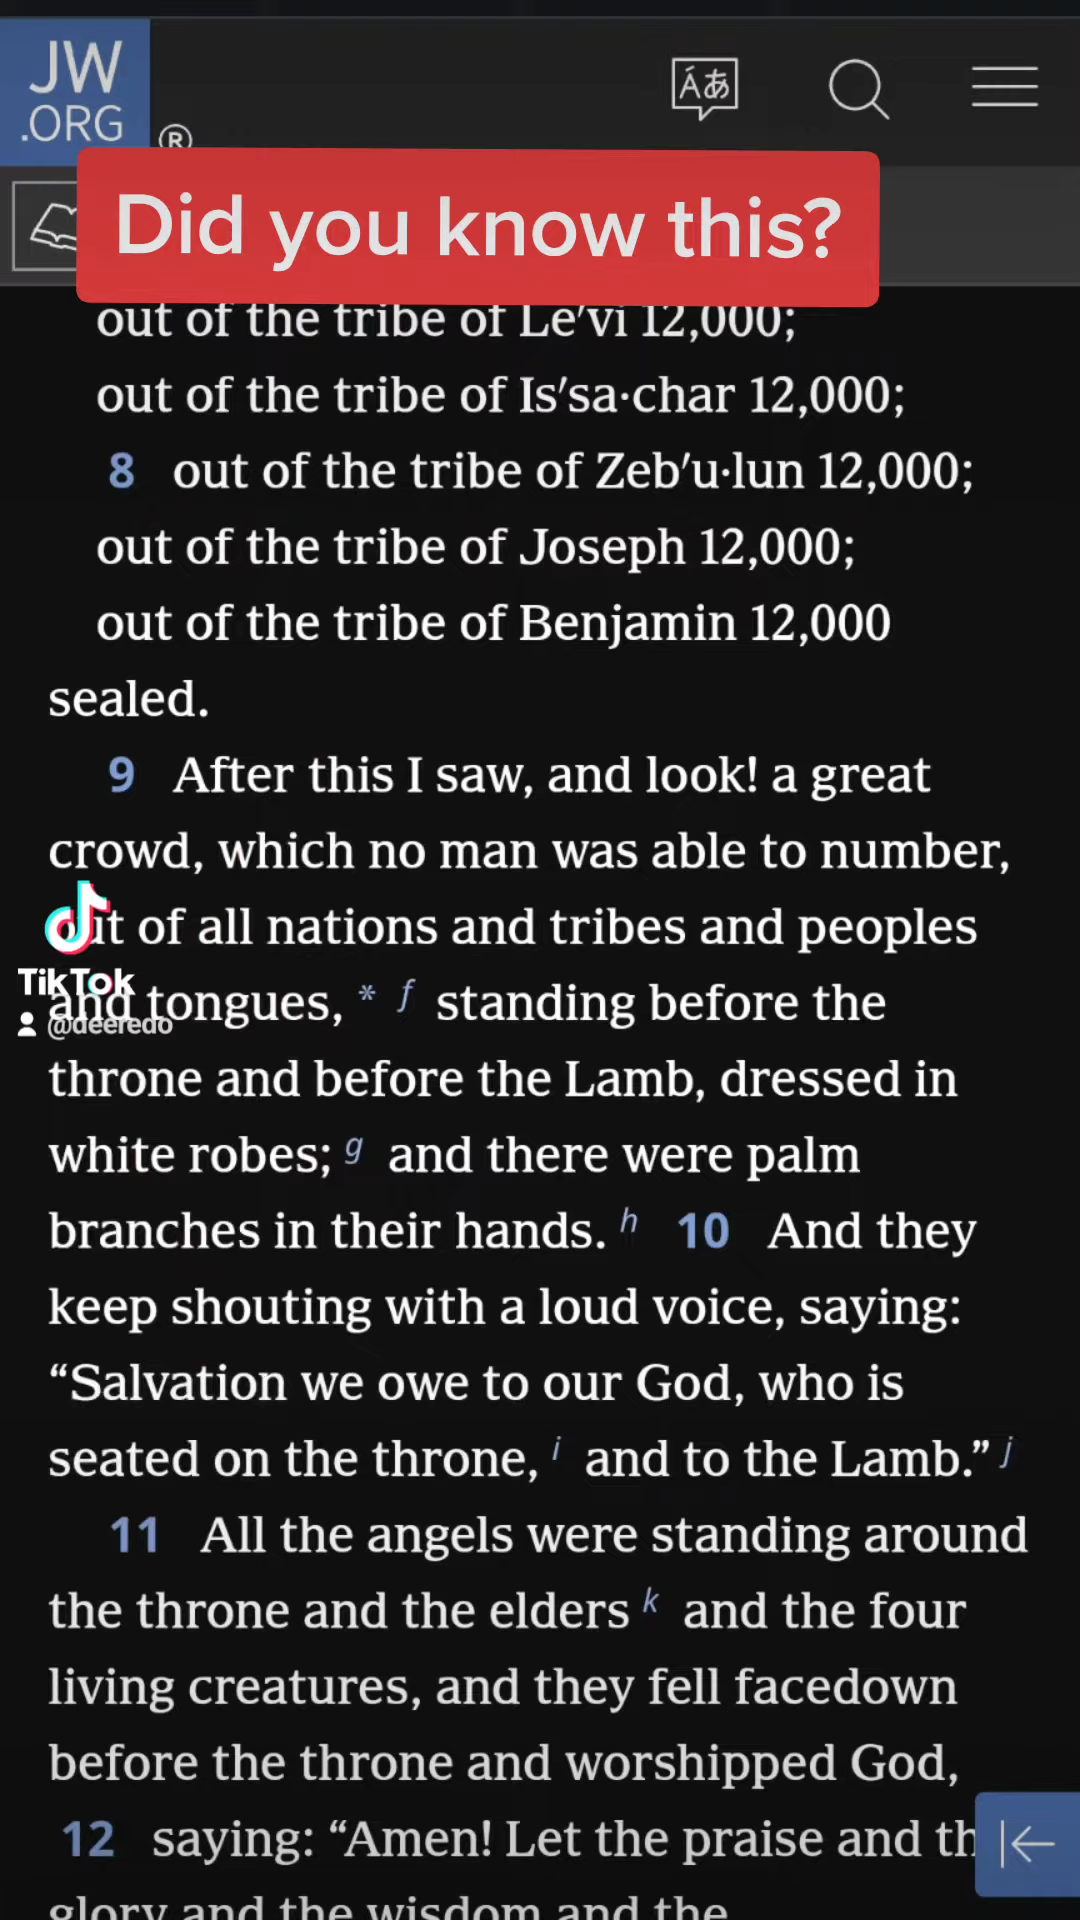 JW
.ORG
®
Áあ
Did you know this?
out of the tribe of Le′vi 12,000;
out of the tribe of Is′sa·char 12,000;
8 out of the tribe of Zeb′u·lun 12,000;
out of the tribe of Joseph 12,000;
out of the tribe of Benjamin 12,000
sealed.
9 After this I saw, and look! a great
crowd, which no man was able to number,
out of all nations and tribes and peoples
TikTok
and tongues, * f standing before the
@deeredo
throne and before the Lamb, dressed in
white robes; g and there were palm
branches in their hands. h 10 And they
keep shouting with a loud voice, saying:
“Salvation we owe to our God, who is
seated on the throne, i and to the Lamb.” j
11 All the angels were standing around
the throne and the elders k and the four
living creatures, and they fell facedown
before the throne and worshipped God,
12 saying: “Amen! Let the praise and th
glory and the wisdom and the